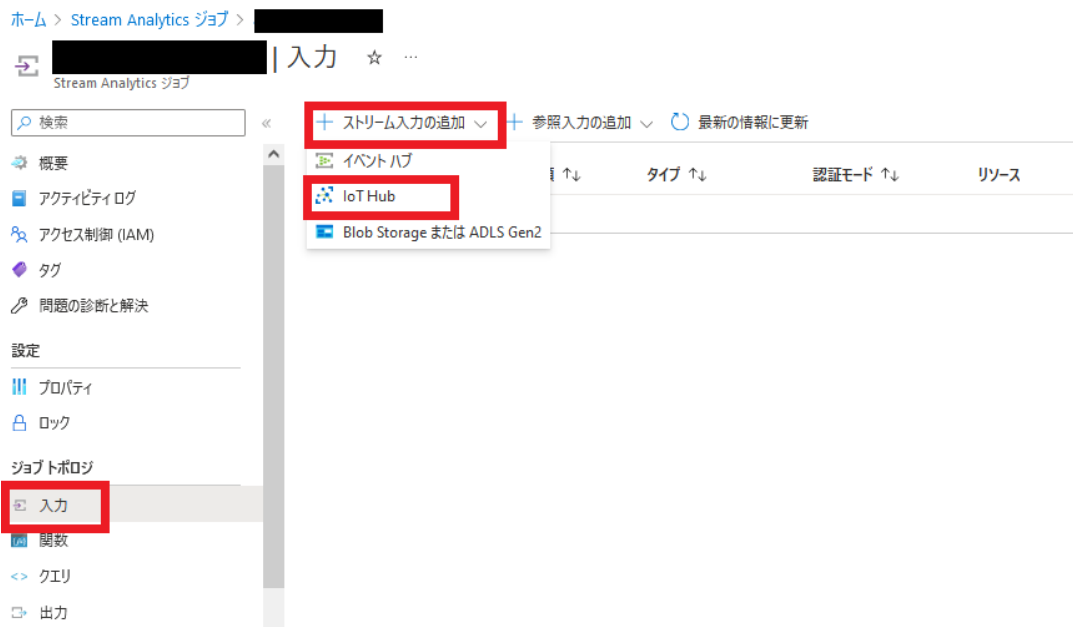 ホーム > Stream Analytics ジョブ >
| 入力 ☆ …
Stream Analytics ジョブ
検索 «
+ ストリーム入力の追加 + 参照入力の追加 最新の情報に更新
イベント ハブ
IoT Hub
Blob Storage または ADLS Gen2
↑↓ タイプ ↑↓ 認証モード ↑↓ リソース
概要
アクティビティ ログ
アクセス制御 (IAM)
タグ
問題の診断と解決
設定
プロパティ
ロック
ジョブ トポロジ
入力
関数
クエリ
出力